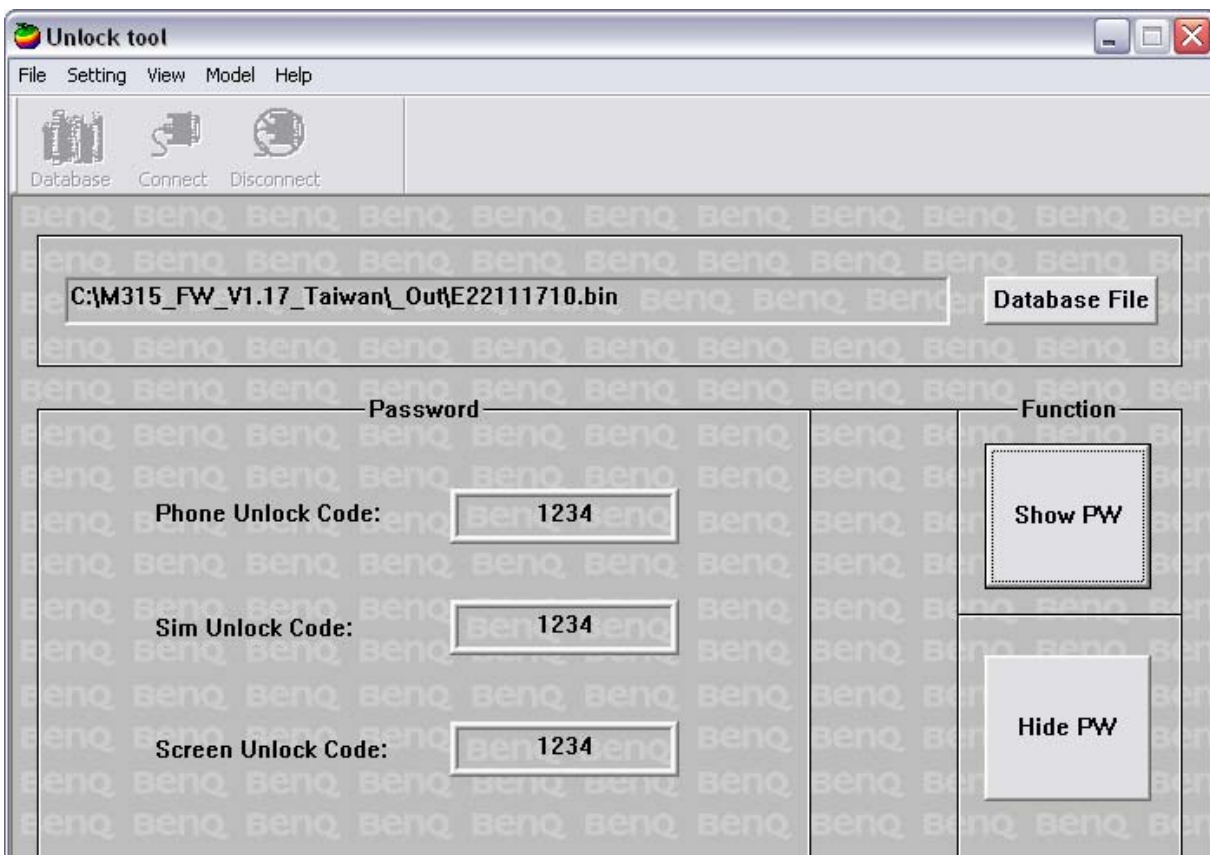 Unlock tool
File Setting View Model Help
Database Connect Disconnect
C:\M315_FW_V1.17_Taiwan\_Out\E22111710.bin
Database File
Password
Function
Phone Unlock Code: 1234
Show PW
Sim Unlock Code: 1234
Hide PW
Screen Unlock Code: 1234
BenQ